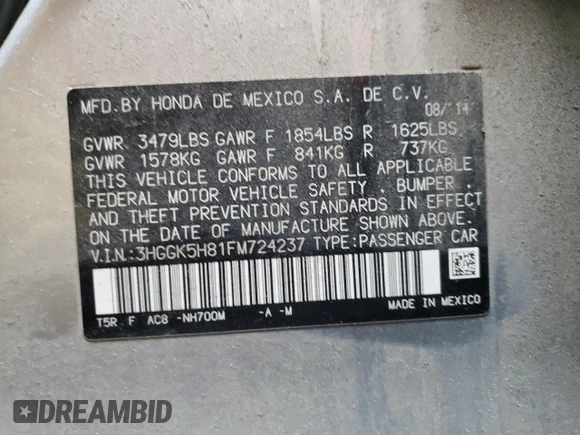 MFD.BY HONDA DE MEXICO S.A. DE C.V.
08/'14
GVWR 3479LBS GAWR F 1854LBS R 1625LBS
GVWR 1578KG GAWR F 841KG R 737KG
THIS VEHICLE CONFORMS TO ALL APPLICABLE
FEDERAL MOTOR VEHICLE SAFETY , BUMPER ,
AND THEFT PREVENTION STANDARDS IN EFFECT
ON THE DATE OF MANUFACTURE SHOWN ABOVE.
V.I.N.:3HGGK5H81FM724237 TYPE:PASSENGER CAR
T5R F AC8 -NH700M -A -M MADE IN MEXICO
DREAMBID